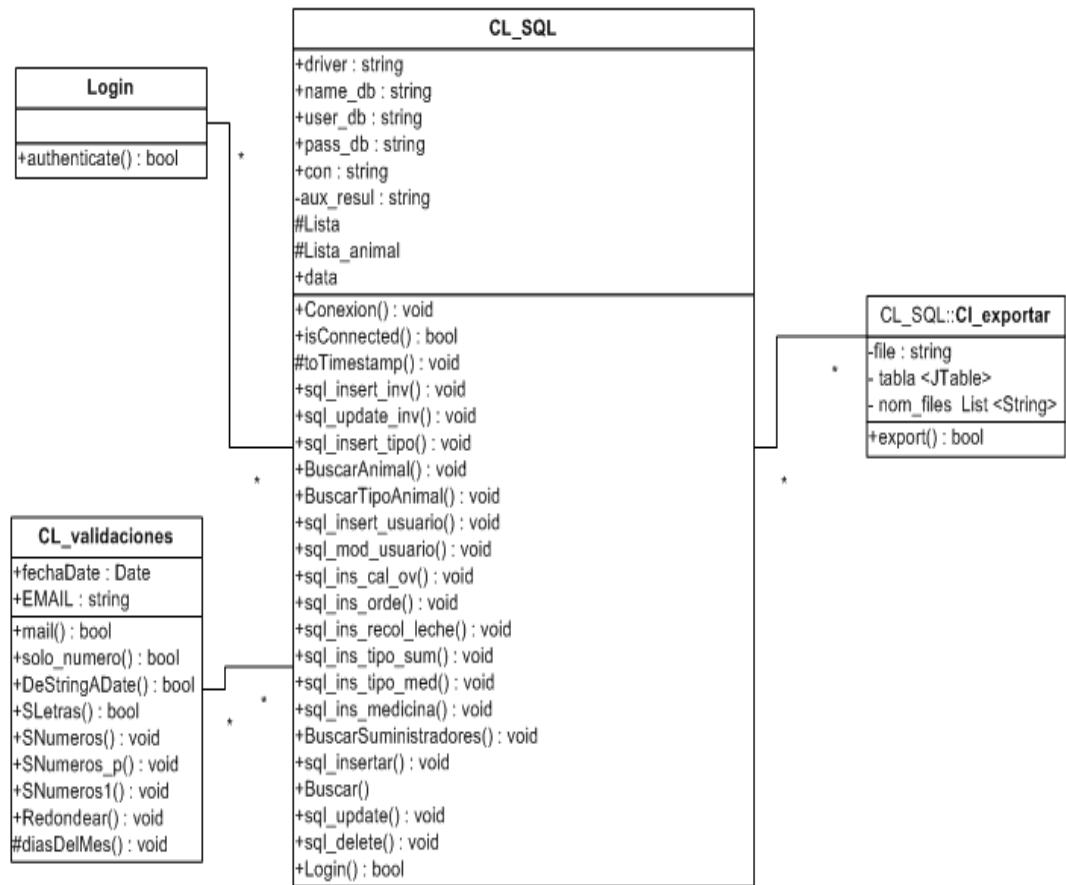 Login
+authenticate() : bool
*
*
CL_SQL
+driver : string
+name_db : string
+user_db : string
+pass_db : string
+con : string
-aux_resul : string
#Lista
#Lista_animal
+data
+Conexion() : void
+isConnected() : bool
#toTimestamp() : void
+sql_insert_inv() : void
+sql_update_inv() : void
+sql_insert_tipo() : void
+BuscarAnimal() : void
+BuscarTipoAnimal() : void
+sql_insert_usuario() : void
+sql_mod_usuario() : void
+sql_ins_cal_ov() : void
+sql_ins_orde() : void
+sql_ins_recol_leche() : void
+sql_ins_tipo_sum() : void
+sql_ins_tipo_med() : void
+sql_ins_medicina() : void
+BuscarSuministradores() : void
+sql_insertar() : void
+Buscar()
+sql_update() : void
+sql_delete() : void
+Login() : bool
CL_SQL::Cl_exportar
-file : string
- tabla <JTable>
- nom_files List <String>
+export() : bool
*
*
CL_validaciones
+fechaDate : Date
+EMAIL : string
+mail() : bool
+solo_numero() : bool
+DeStringADate() : bool
+SLetras() : bool
+SNumeros() : void
+SNumeros_p() : void
+SNumeros1() : void
+Redondear() : void
#diasDelMes() : void
*
*